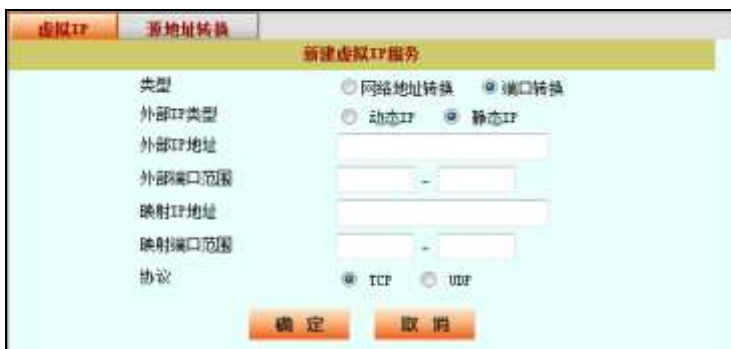 虚拟IP 源地址转换
新建虚拟IP服务
类型 网络地址转换 端口转换
外部IP类型 动态IP 静态IP
外部IP地址
外部端口范围 -
映射IP地址
映射端口范围 -
协议 TCP UDP
确定 取消